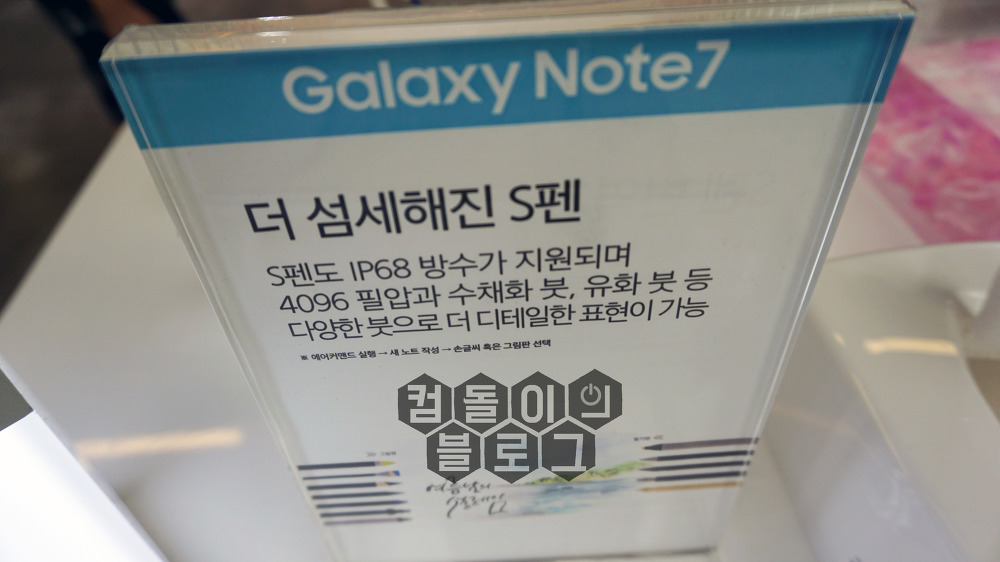 Galaxy Note7
더 섬세해진 S펜
S펜도 IP68 방수가 지원되며
4096 필압과 수채화 붓, 유화 붓 등
다양한 붓으로 더 디테일한 표현이 가능
※ 에어커맨드 실행 → 새 노트 작성 → 손글씨 혹은 그림판 선택
컴돌이의
블로그
여름날의